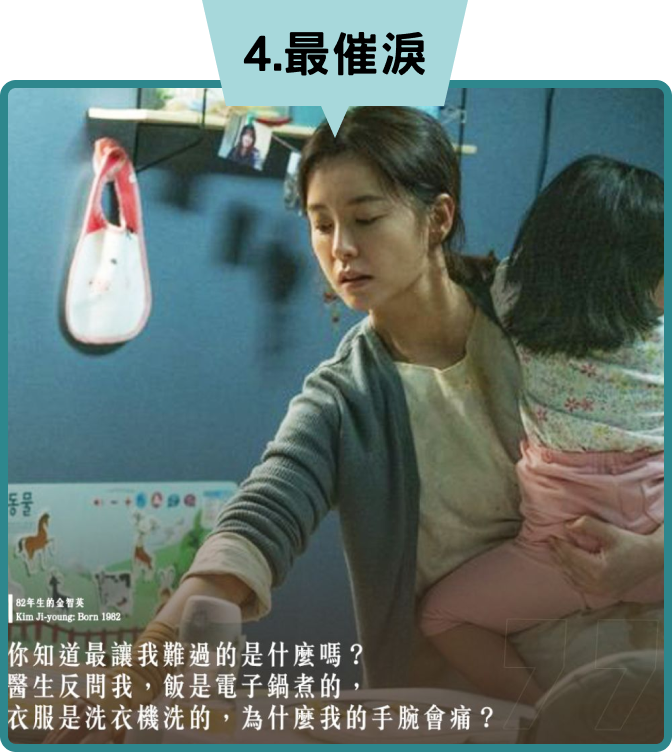 4.最催淚
82年生的金智英
Kim Ji-young: Born 1982
你知道最讓我難過的是什麼嗎？
醫生反問我，飯是電子鍋煮的，
衣服是洗衣機洗的，為什麼我的手腕會痛？